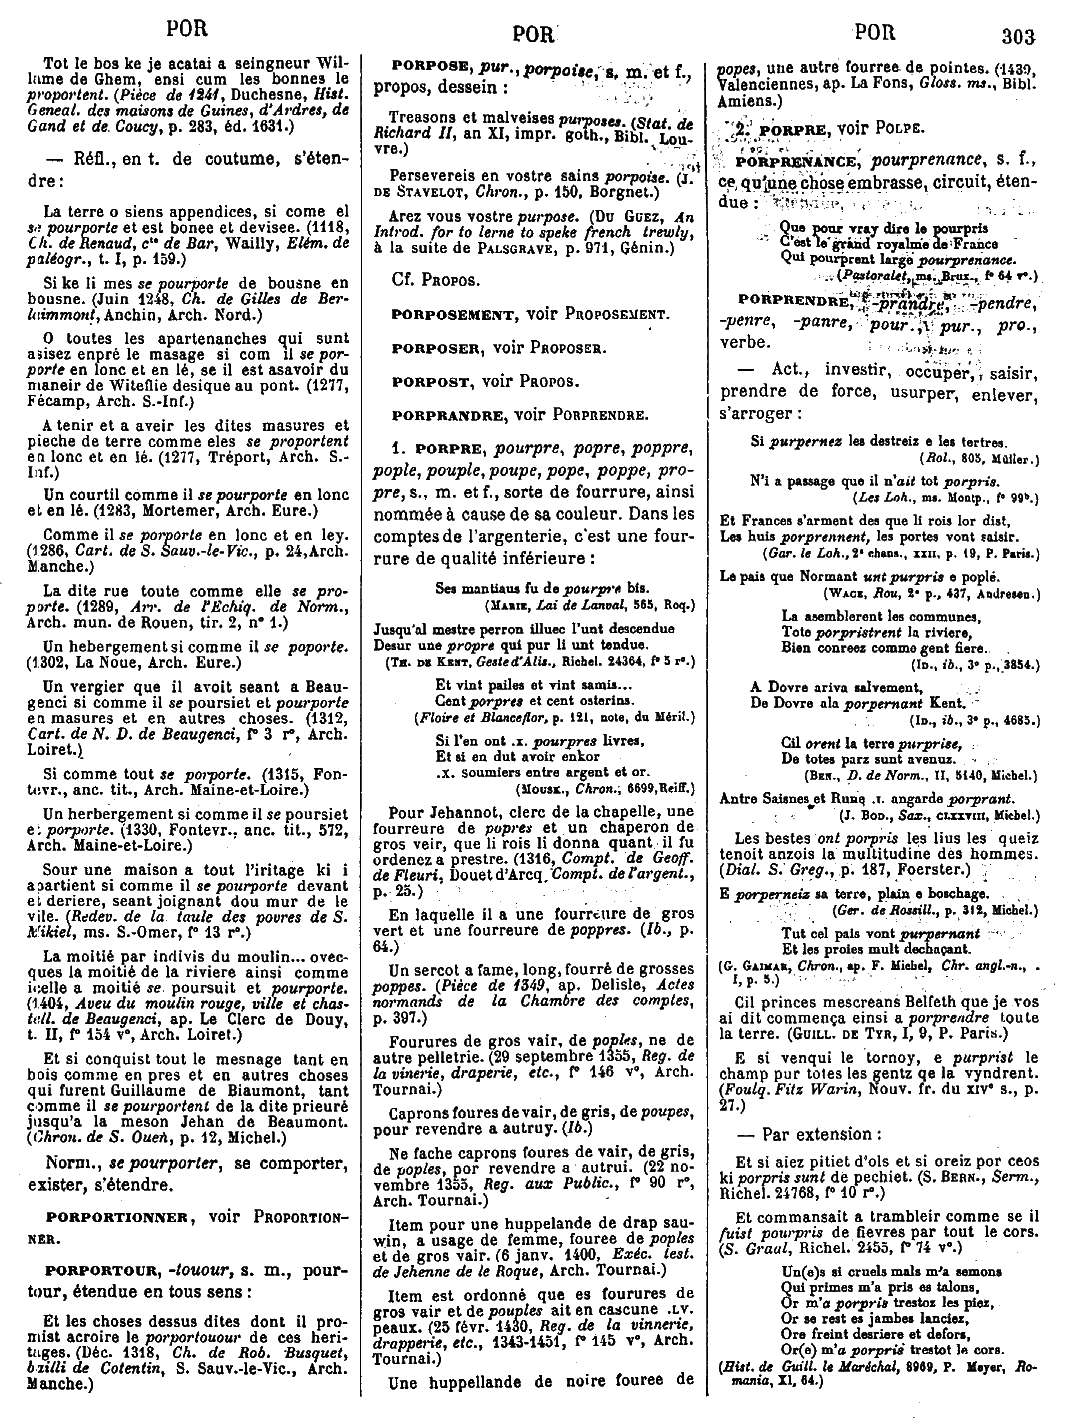 POR
POR
POR
303
Tot le bos ke je acatai a seingneur Wil-
lame de Ghem, ensi cum les bonnes le
proportent. (Pièce de 1241, Duchesne, Hist.
Geneal. des maisons de Guines, d'Ardres, de
Gand et de Coucy, p. 283, éd. 1631.)
— Réfl., en t. de coutume, s'éten-
dre :
La terre o siens appendices, si come el
se pourporte et est bonee et devisee. (1118,
Ch. de Renaud, cte de Bar, Wailly, Elém. de
paléogr., t. I, p. 159.)
Si ke li mes se pourporte de bousne en
bousne. (Juin 1248, Ch. de Gilles de Ber-
laimmont, Anchin, Arch. Nord.)
O toutes les apartenanches qui sunt
asisez enpré le masage si com il se por-
porte en lonc et en lé, se il est asavoir du
maneir de Witeflie desique au pont. (1277,
Fécamp, Arch. S.-Inf.)
A tenir et a aveir les dites masures et
pieche de terre comme eles se proportent
en lonc et en lé. (1277, Tréport, Arch. S.-
Inf.)
Un courtil comme il se pourporte en lonc
et en lé. (1283, Mortemer, Arch. Eure.)
Comme il se porporte en lonc et en ley.
(1286, Cart. de S. Sauv.-le-Vic., p. 24, Arch.
Manche.)
La dite rue toute comme elle se pro-
porte. (1289, Arr. de l'Echiq. de Norm.,
Arch. mun. de Rouen, tir. 2, n° 1.)
Un hebergement si comme il se poporte.
(1302, La Noue, Arch. Eure.)
Un vergier que il avoit seant a Beau-
genci si comme il se poursiet et pourporte
en masures et en autres choses. (1312,
Cart. de N. D. de Beaugenci, f° 3 r°, Arch.
Loiret.)
Si comme tout se porporte. (1315, Fon-
tevr., anc. tit., Arch. Maine-et-Loire.)
Un herbergement si comme il se poursiet
et porporte. (1330, Fontevr., anc. tit., 572,
Arch. Maine-et-Loire.)
Sour une maison a tout l'iritage ki i
apartient si comme il se pourporte devant
et deriere, seant joignant dou mur de le
vile. (Redev. de la taule des povres de S.
Mikiel, ms. S.-Omer, f° 13 r°.)
La moitié par indivis du moulin... ovec-
ques la moitié de la riviere ainsi comme
icelle a moitié se poursuit et pourporte.
(1404, Aveu du moulin rouge, ville et chas-
tell. de Beaugenci, ap. Le Clerc de Douy,
t. II, f° 154 v°, Arch. Loiret.)
Et si conquist tout le mesnage tant en
bois comme en pres et en autres choses
qui furent Guillaume de Biaumont, tant
comme il se pourportent de la dite prieuré
jusqu'a la meson Jehan de Beaumont.
(Chron. de S. Ouen, p. 12, Michel.)
Norm., se pourporter, se comporter,
exister, s'étendre.
PORPORTIONNER, voir PROPORTION-
NER.
PORPORTOUR, -touour, s. m., pour-
tour, étendue en tous sens :
Et les choses dessus dites dont il pro-
mist acroire le porportouour de ces heri-
tages. (Déc. 1318, Ch. de Rob. Busquet,
bailli de Cotentin, S. Sauv.-le-Vic., Arch.
Manche.)
PORPOSE, pur., porpoise, s. m. et f.,
propos, dessein :
Treasons et malveises purposes. (Stat. de
Richard II, an XI, impr. goth., Bibl. Lou-
vre.)
Persevereis en vostre sains porpoise. (J.
DE STAVELOT, Chron., p. 150, Borgnet.)
Arez vous vostre purpose. (DU GUEZ, An
Introd. for to lerne to speke french trewly,
à la suite de PALSGRAVE, p. 971, Génin.)
Cf. PROPOS.
PORPOSEMENT, voir PROPOSEMENT.
PORPOSER, voir PROPOSER.
PORPOST, voir PROPOS.
PORPRANDRE, voir PORPRENDRE.
1. PORPRE, pourpre, popre, poppre,
pople, pouple, poupe, pope, poppe, pro-
pre, s. m. et f., sorte de fourrure, ainsi
nommée à cause de sa couleur. Dans les
comptes de l'argenterie, c'est une four-
rure de qualité inférieure :
Ses mantiaus fu de pourpre bis.
(MARIE, Lai de Lanval, 565, Roq.)
Jusqu'al mestre perron illuec l'unt descendue
Desur une propre qui pur li unt tendue.
(TH. DE KENT, Geste d'Alis., Richel. 24364, f° 5 r°.)
Et vint pailes et vint samis...
Cent porpres et cent osterins.
(Floire et Blanceflor, p. 121, note, du Méril.)
Si l'en ont .x. pourpres livres,
Et si en dut avoir enkor
.x. soumiers entre argent et or.
(MOUSK., Chron., 6699, Reiff.)
Pour Jehannot, clerc de la chapelle, une
fourreure de popres et un chaperon de
gros veir, que li rois li donna quant il fu
ordenez a prestre. (1316, Compt. de Geoff.
de Fleuri, Douet d'Arcq, Compt. de l'argent.,
p. 25.)
En laquelle il a une fourreure de gros
vert et une fourreure de poppres. (Ib., p.
64.)
Un sercot a fame, long, fourré de grosses
poppes. (Pièce de 1349, ap. Delisle, Actes
normands de la Chambre des comptes,
p. 397.)
Fourures de gros vair, de poples, ne de
autre pelletrie. (29 septembre 1355, Reg. de
la vinerie, draperie, etc., f° 146 v°, Arch.
Tournai.)
Caprons foures de vair, de gris, de poupes,
pour revendre a autruy. (Ib.)
Ne fache caprons foures de vair, de gris,
de poples, por revendre a autrui. (22 no-
vembre 1355, Reg. aux Public., f° 90 r°,
Arch. Tournai.)
Item pour une huppelande de drap sau-
win, a usage de femme, fouree de poples
et de gros vair. (6 janv. 1400, Exéc. test.
de Jehenne de le Roque, Arch. Tournai.)
Item est ordonné que es fourures de
gros vair et de pouples ait en cascune .LV.
peaux. (25 févr. 1430, Reg. de la vinnerie,
drapperie, etc., 1343-1451, f° 145 v°, Arch.
Tournai.)
Une huppellande de noire fouree de
popes, une autre fourree de pointes. (1439,
Valenciennes, ap. La Fons, Gloss. ms., Bibl.
Amiens.)
2. PORPRE, voir POLPE.
PORPRENANCE, pourprenance, s. f.,
ce qu'une chose embrasse, circuit, éten-
due :
Que pour vray dire le pourpris
C'est le grand royalme de France
Qui pourprent large pourprenance.
(Pastoralet, ms. Brux., f° 64 r°.)
PORPRENDRE, -prandre, -pendre,
-penre, -panre, pour., pur., pro.,
verbe.
— Act., investir, occuper, saisir,
prendre de force, usurper, enlever,
s'arroger :
Si purpernez les destreiz e les tertres.
(Rol., 805, Müller.)
N'i a passage que il n'ait tot porpris.
(Les Loh., ms. Montp., f° 99b.)
Et Frances s'arment des que li rois lor dist,
Les huis porprennent, les portes vont saisir.
(Gar. le Loh., 2e chans., XXII, p. 19, P. Paris.)
Le pais que Normant unt purpris e poplé.
(WACE, Rou, 2e p., 437, Andresen.)
La asemblerent les communes,
Tote porpristrent la riviere,
Bien conreez comme gent fiere.
(ID., ib., 3e p., 3854.)
A Dovre ariva salvement,
De Dovre ala porpernant Kent.
(ID., ib., 3e p., 4685.)
Cil orent la terre purprise,
De totes parz sunt avenuz.
(BEN., D. de Norm., II, 5140, Michel.)
Antre Saisnes et Runq .I. angarde porprant.
(J. BOD., Sax., CLXXVIII, Michel.)
Les bestes ont porpris les lius les queiz
tenoit anzois la multitudine des hommes.
(Dial. S. Greg., p. 187, Foerster.)
E porperneiz sa terre, plain e boschage.
(Ger. de Rossill., p. 312, Michel.)
Tut cel pais vont purpernant
Et les proies mult dechaçant.
(G. GAIMAR, Chron., ap. F. Michel, Chr. angl.-n.,
I, p. 5.)
Cil princes mescreans Belfeth que je vos
ai dit commença einsi a porprendre toute
la terre. (GUILL. DE TYR, I, 9, P. Paris.)
E si venqui le tornoy, e purprist le
champ pur totes les gentz qe la vyndrent.
(Foulq. Fitz Warin, Nouv. fr. du XIVe s., p.
27.)
— Par extension :
Et si aiez pitiet d'ols et si oreiz por ceos
ki porpris sunt de pechiet. (S. BERN., Serm.,
Richel. 24768, f° 10 r°.)
Et commansait a trambleir comme se il
fuist pourpris de fievres par tout le cors.
(S. Graul, Richel. 2455, f° 74 v°.)
Un(e)s si cruels mals m'a semons
Qui primes m'a pris es talons,
Or m'a porpris trestoz les piez,
Or se rest es jambes lanciez,
Ore freint desriere et defors,
Or(e) m'a porpris trestot le cors.
(Hist. de Guill. le Maréchal, 8969, P. Meyer, Ro-
mania, XI, 64.)